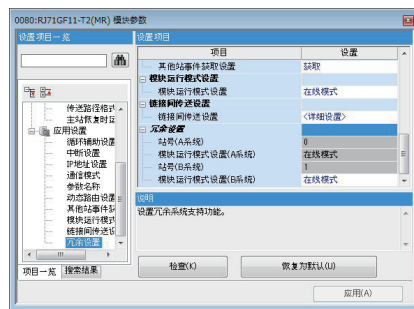 0080:RJ71GF11-T2(MR) 模块参数
设置项目一览
传送路径格式
主站恢复时运
应用设置
循环辅助设置
中断设置
IP地址设置
通信模式
参数名称
动态路由设置
其他站事件获
模块运行模式
链接间传送设
冗余设置
项目一览
搜索结果
设置项目
项目 设置
其他站事件获取设置 获取
模块运行模式设置
模块运行模式设置 在线模式
链接间传送设置
链接间传送设置 <详细设置>
冗余设置
站号(A系统) 0
模块运行模式设置(A系统) 在线模式
站号(B系统) 1
模块运行模式设置(B系统) 在线模式
说明
设置冗余系统支持功能。
检查(K)
恢复为默认(U)
应用(A)